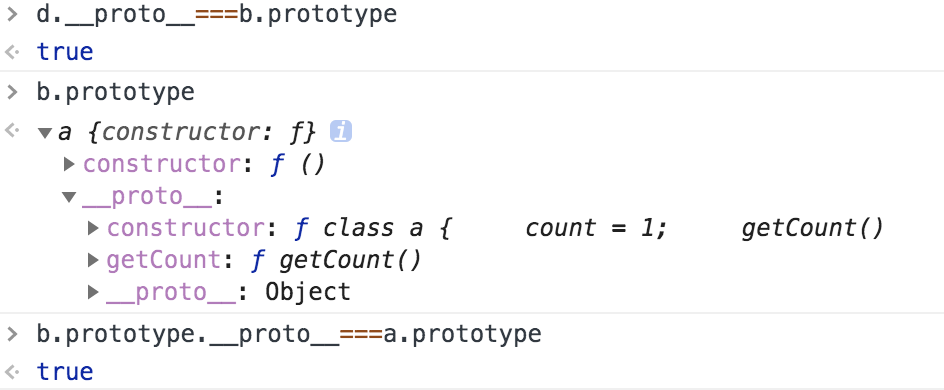 > d.__proto__===b.prototype
true
> b.prototype
▼a {constructor: ƒ} i
▶constructor: ƒ ()
▼__proto__:
▶constructor: ƒ class a { count = 1; getCount()
▶getCount: ƒ getCount()
▶__proto__: Object
> b.prototype.__proto__===a.prototype
true